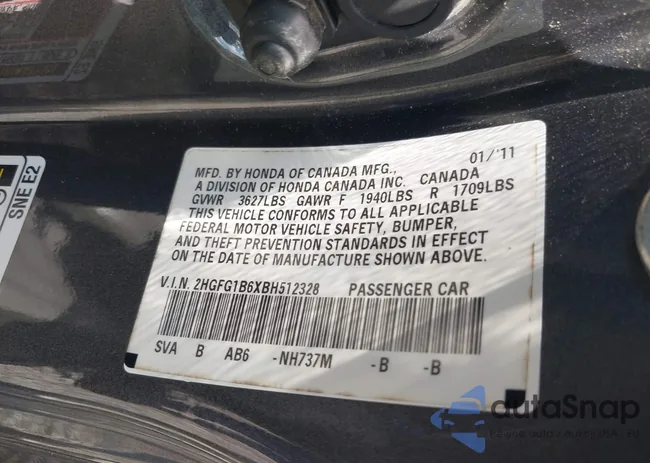 SNE E2
MFD. BY HONDA OF CANADA MFG., 01/'11
A DIVISION OF HONDA CANADA INC. CANADA
GVWR 3627LBS GAWR F 1940LBS R 1709LBS
THIS VEHICLE CONFORMS TO ALL APPLICABLE
FEDERAL MOTOR VEHICLE SAFETY, BUMPER,
AND THEFT PREVENTION STANDARDS IN EFFECT
ON THE DATE OF MANUFACTURE SHOWN ABOVE.
V.I.N. 2HGFG1B6XBH512328 PASSENGER CAR
SVA B AB6 -NH737M -B -B
autoSnap